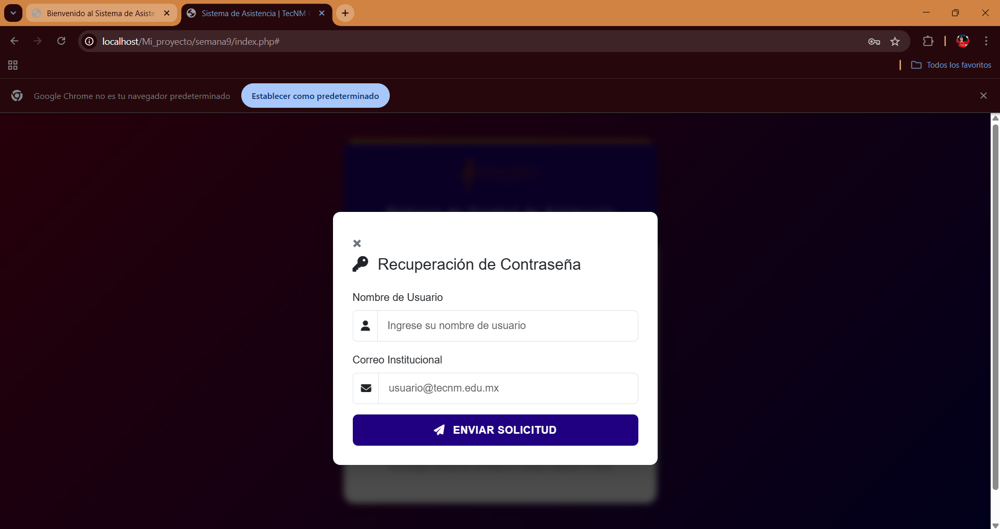 Bienvenido al Sistema de Asiste
Sistema de Asistencia | TecNM
localhost/Mi_proyecto/semana9/index.php#
Todos los favoritos
Google Chrome no es tu navegador predeterminado
Establecer como predeterminado
Recuperación de Contraseña
Nombre de Usuario
Ingrese su nombre de usuario
Correo Institucional
usuario@tecnm.edu.mx
ENVIAR SOLICITUD